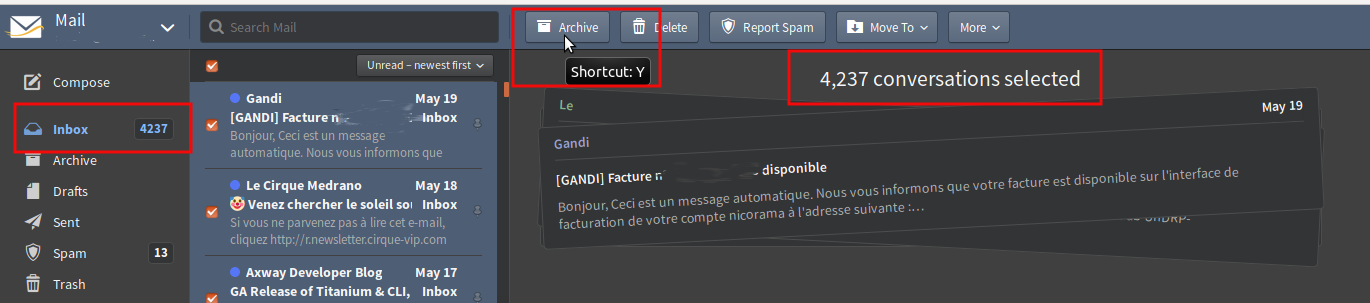 Mail
Search Mail
Archive
Delete
Report Spam
Move To
More
Shortcut: Y
4,237 conversations selected
Compose
Inbox 4237
Archive
Drafts
Sent
Spam 13
Trash
Unread – newest first
Gandi May 19
[GANDI] Facture Inbox
Bonjour, Ceci est un message
automatique. Nous vous informons que
Le Cirque Medrano May 18
🤡 Venez chercher le soleil sou Inbox
Si vous ne parvenez pas à lire cet e-mail,
cliquez http://r.newsletter.cirque-vip.com
Axway Developer Blog May 17
GA Release of Titanium & CLI, Inbox
Le
May 19
Gandi
[GANDI] Facture disponible
Bonjour, Ceci est un message automatique. Nous vous informons que votre facture est disponible sur l'interface de
facturation de votre compte nicorama à l'adresse suivante :…